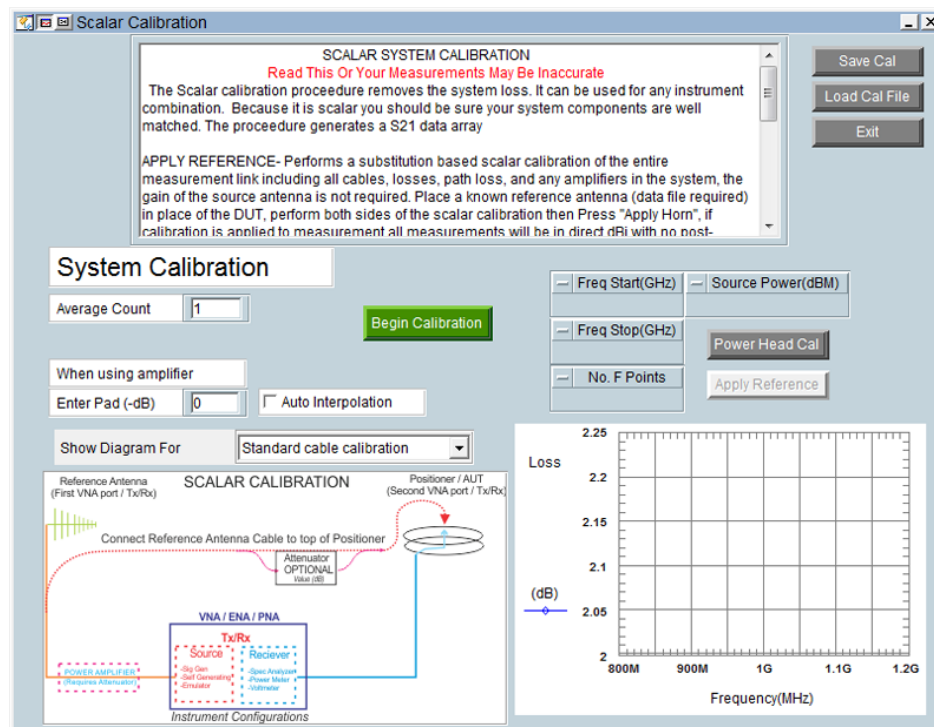 Scalar Calibration
SCALAR SYSTEM CALIBRATION
Read This Or Your Measurements May Be Inaccurate
The Scalar calibration proceedure removes the system loss. It can be used for any instrument
combination. Because it is scalar you should be sure your system components are well
matched. The proceedure generates a S21 data array
APPLY REFERENCE- Performs a substitution based scalar calibration of the entire
measurement link including all cables, losses, path loss, and any amplifiers in the system, the
gain of the source antenna is not required. Place a known reference antenna (data file required)
in place of the DUT, perform both sides of the scalar calibration then Press "Apply Horn", if
calibration is applied to measurement all measurements will be in direct dBi with no post-
Save Cal
Load Cal File
Exit
System Calibration
Average Count 1
Begin Calibration
Freq Start(GHz) Source Power(dBM)
Freq Stop(GHz)
Power Head Cal
No. F Points
Apply Reference
When using amplifier
Enter Pad (-dB) 0 Auto Interpolation
Show Diagram For Standard cable calibration
Reference Antenna
(First VNA port / Tx/Rx)
SCALAR CALIBRATION
Positioner / AUT
(Second VNA port / Tx/Rx)
Connect Reference Antenna Cable to top of Positioner
Attenuator
OPTIONAL
Value (dB)
VNA / ENA / PNA
Tx/Rx
Source
-Sig Gen
-Self Generating
-Emulator
Reciever
-Spec Analyzer
-Power Meter
-Voltmeter
POWER AMPLIFIER
(Requires Attenuator)
Instrument Configurations
Loss
(dB)
2.25
2.2
2.15
2.1
2.05
2
800M 900M 1G 1.1G 1.2G
Frequency(MHz)